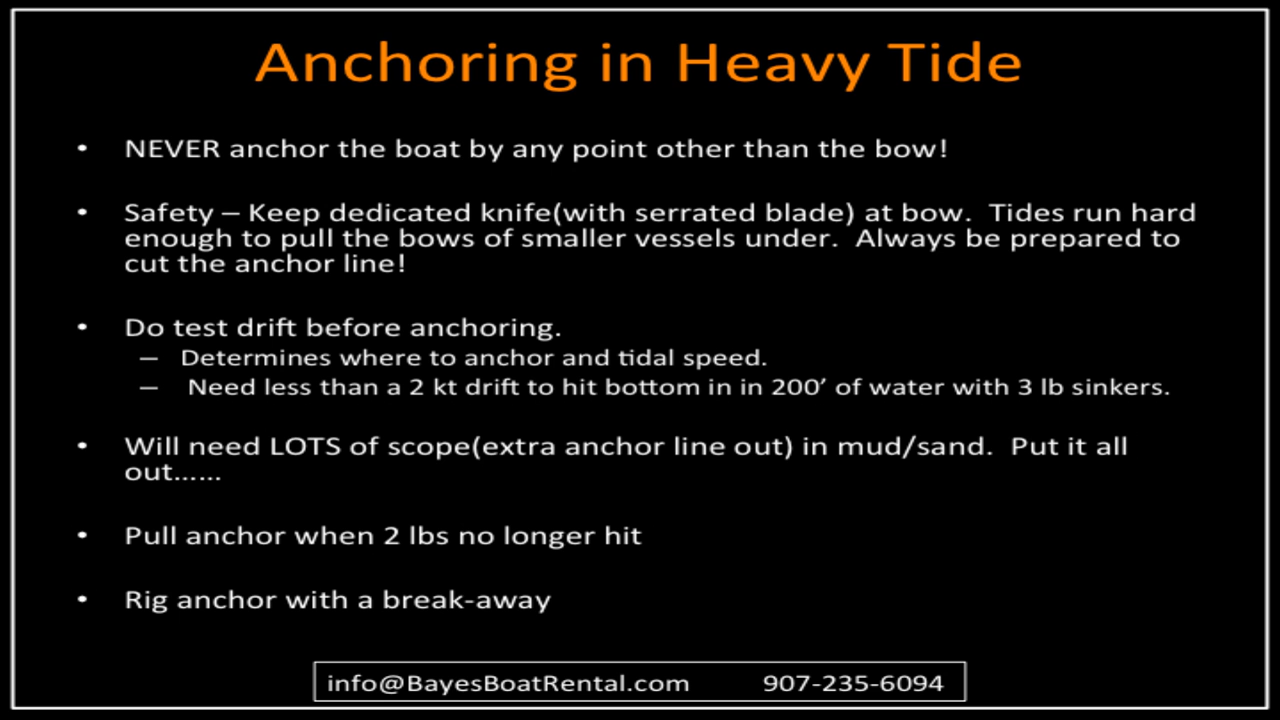 Anchoring in Heavy Tide
• NEVER anchor the boat by any point other than the bow!
• Safety – Keep dedicated knife(with serrated blade) at bow.  Tides run hard
enough to pull the bows of smaller vessels under.  Always be prepared to
cut the anchor line!
• Do test drift before anchoring.
– Determines where to anchor and tidal speed.
– Need less than a 2 kt drift to hit bottom in in 200’ of water with 3 lb sinkers.
• Will need LOTS of scope(extra anchor line out) in mud/sand.  Put it all
out……
• Pull anchor when 2 lbs no longer hit
• Rig anchor with a break-away
info@BayesBoatRental.com 907-235-6094